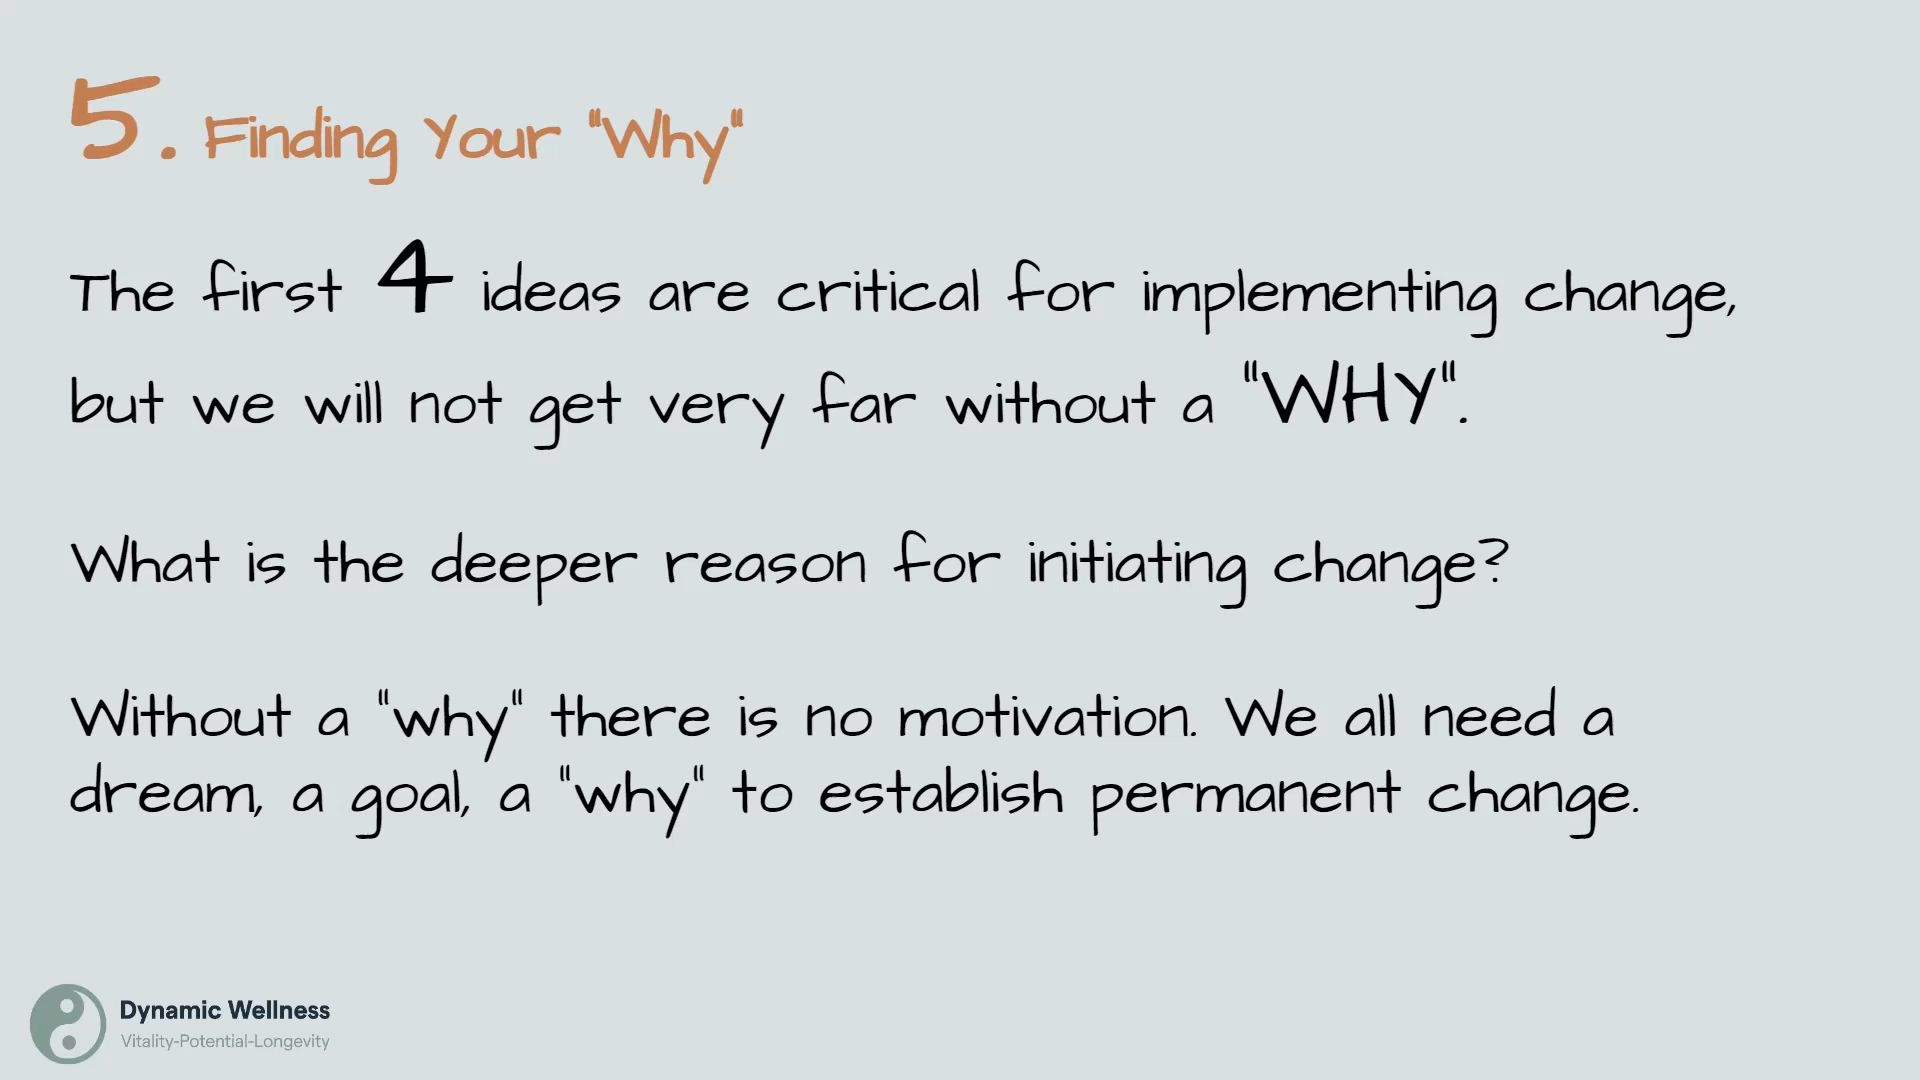 5. Finding Your "Why"
The first 4 ideas are critical for implementing change,
but we will not get very far without a "WHY".
What is the deeper reason for initiating change?
Without a "why" there is no motivation. We all need a
dream, a goal, a "why" to establish permanent change.
Dynamic Wellness
Vitality-Potential-Longevity